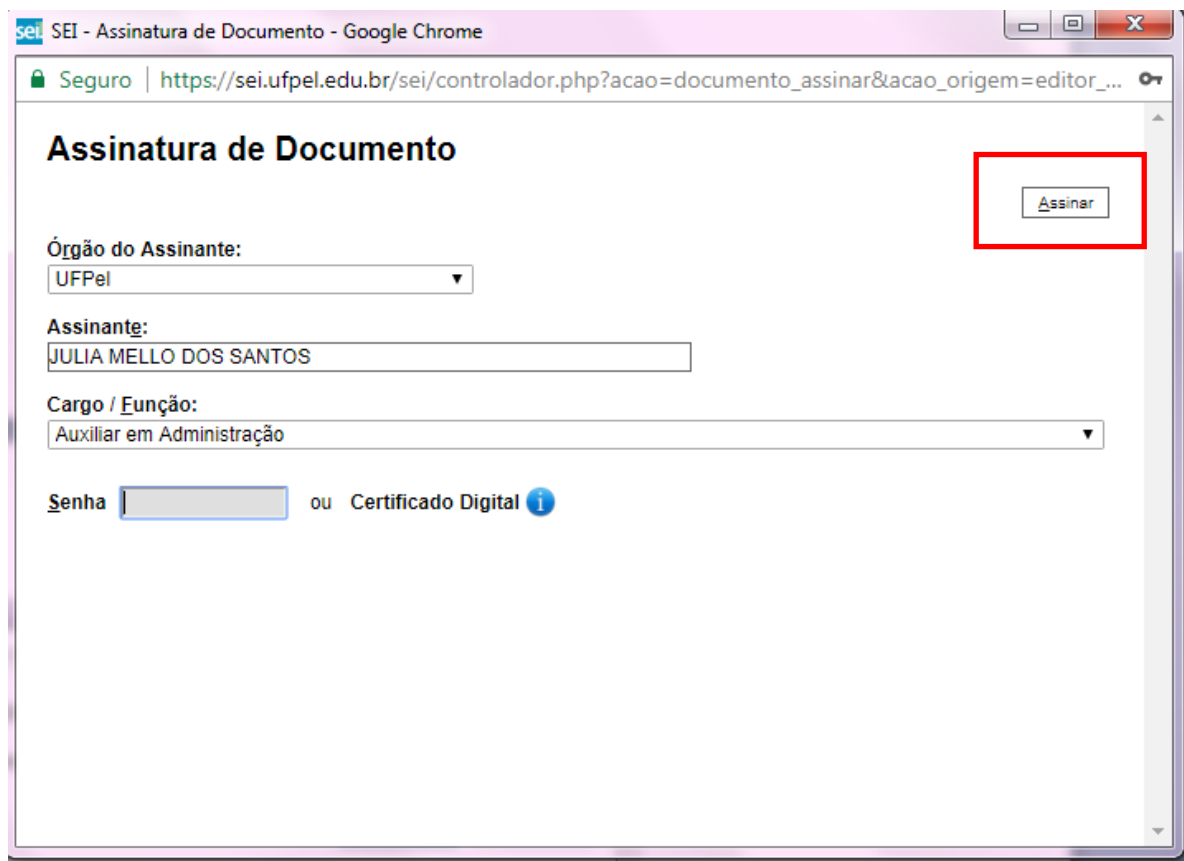 sei SEI - Assinatura de Documento - Google Chrome
Seguro | https://sei.ufpel.edu.br/sei/controlador.php?acao=documento_assinar&acao_origem=editor_...
Assinatura de Documento
Assinar
Órgão do Assinante:
UFPel
Assinante:
JULIA MELLO DOS SANTOS
Cargo / Função:
Auxiliar em Administração
Senha ou Certificado Digital i